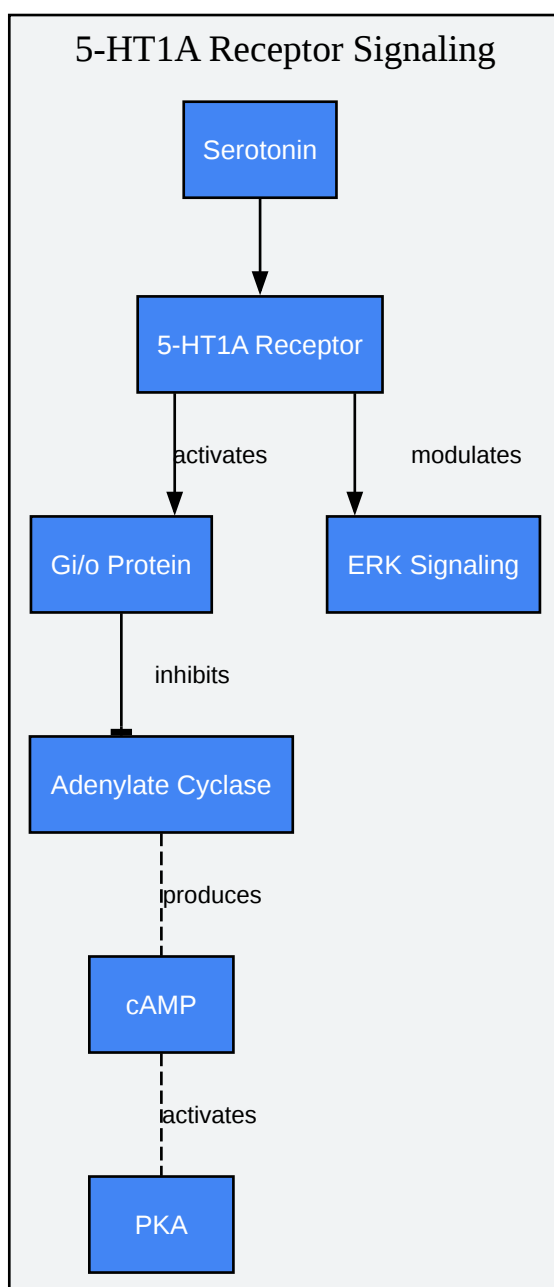 5-HT1A Receptor Signaling
Serotonin
5-HT1A Receptor
activates
modulates
Gi/o Protein
ERK Signaling
inhibits
Adenylate Cyclase
produces
cAMP
activates
PKA